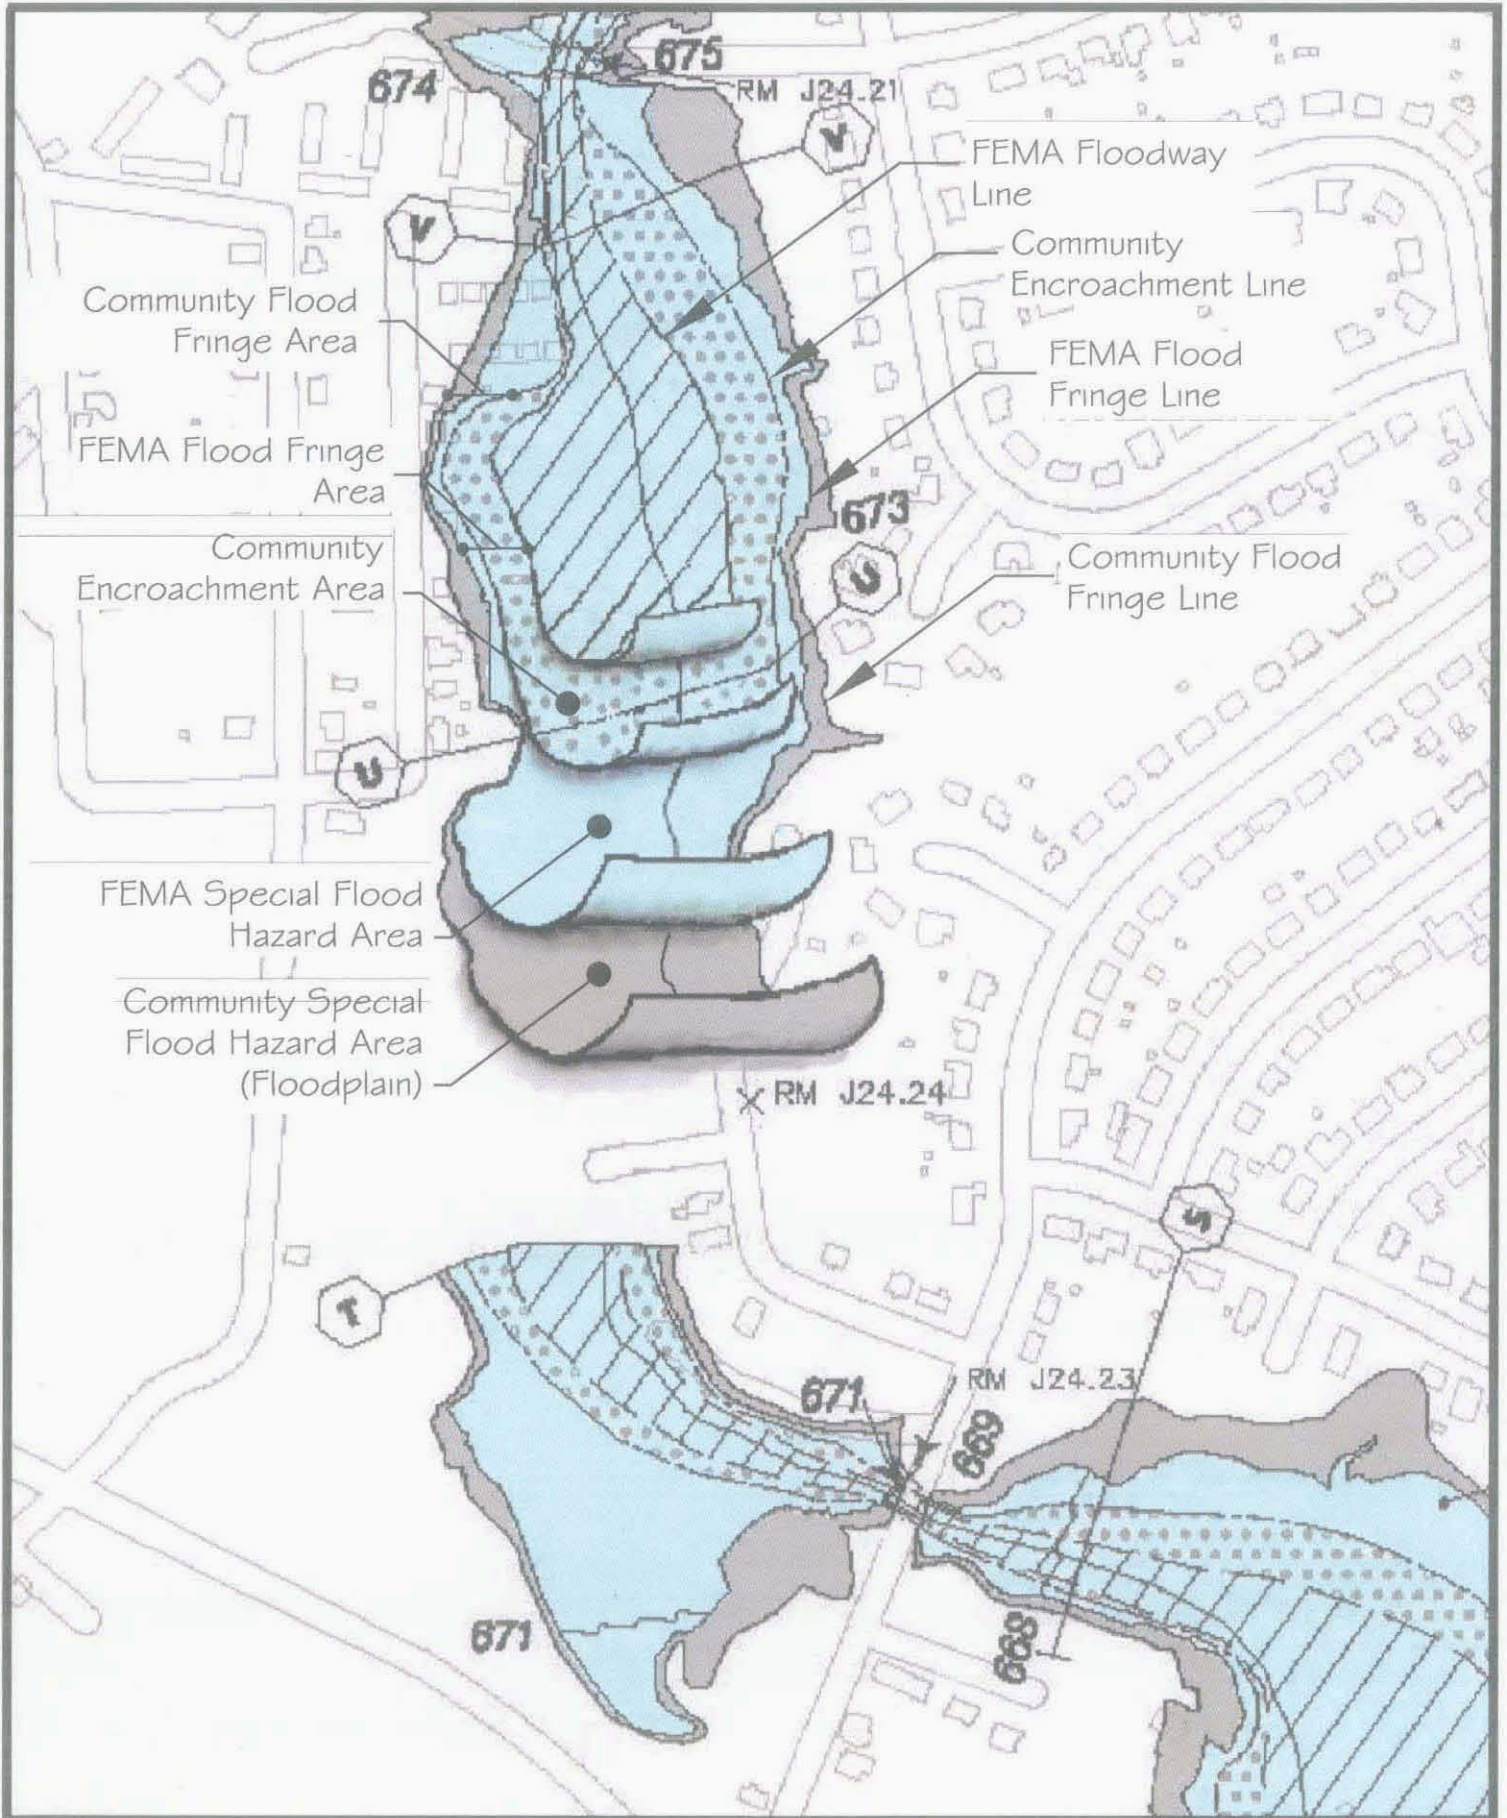 675
674
RM J24.21
V
FEMA Floodway
Line
V
Community
Encroachment Line
Community Flood
Fringe Area
FEMA Flood
Fringe Line
FEMA Flood Fringe
Area
673
Community
Encroachment Area
U
Community Flood
Fringe Line
U
FEMA Special Flood
Hazard Area
Community Special
Flood Hazard Area
(Floodplain)
RM J24.24
S
T
RM J24.23
671
669
671
668